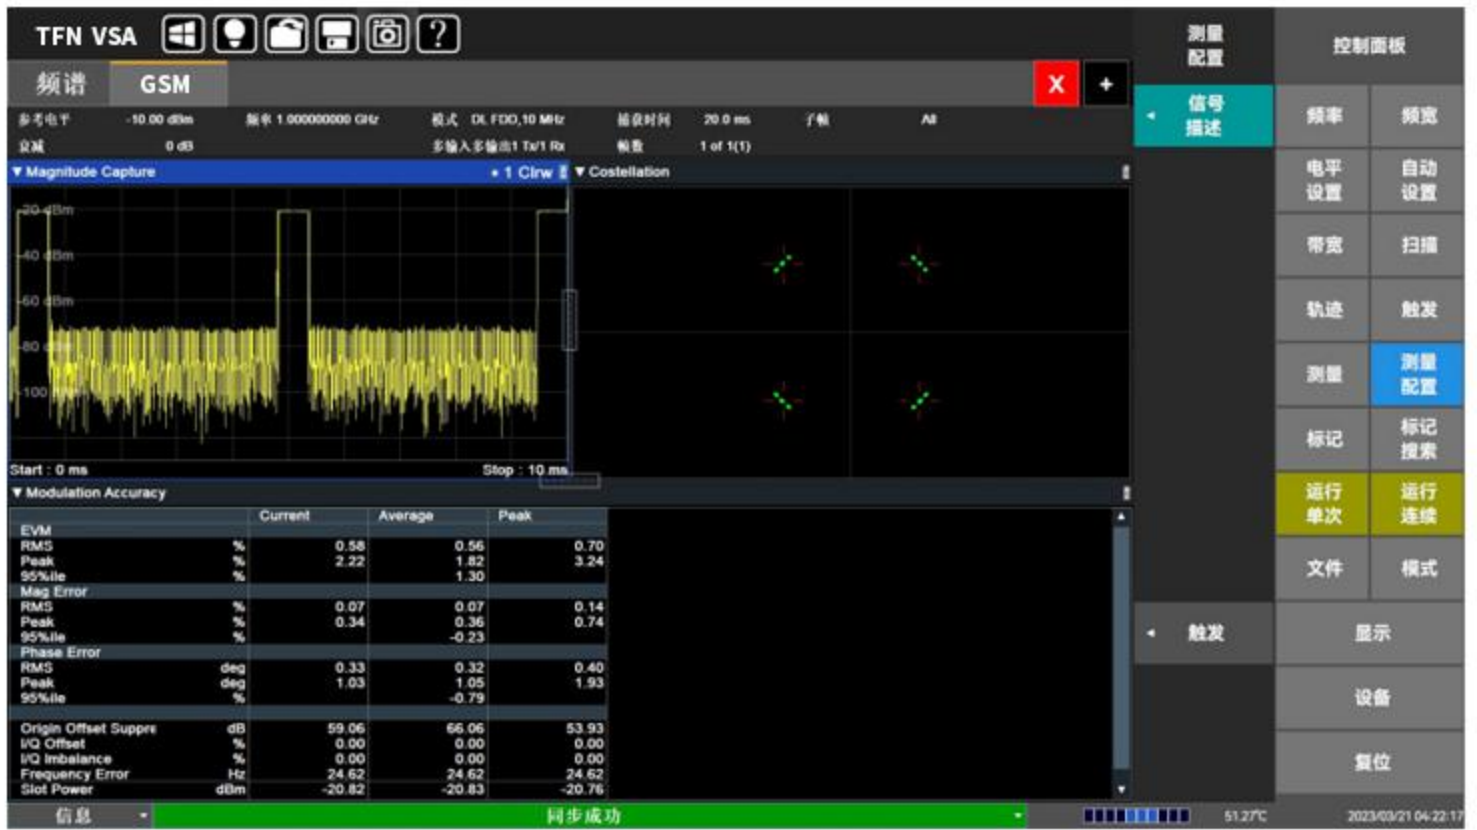 TFN VSA
?
频谱 GSM X +
参考电平 -10.00 dBm 频率 1.000000000 GHz 模式 DL FDD,10 MHz 捕获时间 20.0 ms 子帧 All
衰减 0 dB 多输入多输出1 Tx/1 Rx 帧数 1 of 1(1)
Magnitude Capture 1 Clrw
-20 dBm
-40 dBm
-60 dBm
-80
-100
Start : 0 ms Stop : 10 ms
Costellation
Modulation Accuracy
Current Average Peak
EVM
RMS % 0.58 0.56 0.70
Peak % 2.22 1.82 3.24
95%ile % 1.30
Mag Error
RMS % 0.07 0.07 0.14
Peak % 0.34 0.36 0.74
95%ile % -0.23
Phase Error
RMS deg 0.33 0.32 0.40
Peak deg 1.03 1.05 1.93
95%ile % -0.79
Origin Offset Suppre dB 59.06 66.06 53.93
I/Q Offset % 0.00 0.00 0.00
I/Q Imbalance % 0.00 0.00 0.00
Frequency Error Hz 24.62 24.62 24.62
Slot Power dBm -20.82 -20.83 -20.76
信息 同步成功 51.27℃ 2023/03/21 04:22:17
测量
配置
信号
描述
触发
控制面板
频率 频宽
电平
设置
自动
设置
带宽 扫描
轨迹 触发
测量
测量
配置
标记
标记
搜索
运行
单次
运行
连续
文件 模式
显示
设备
复位